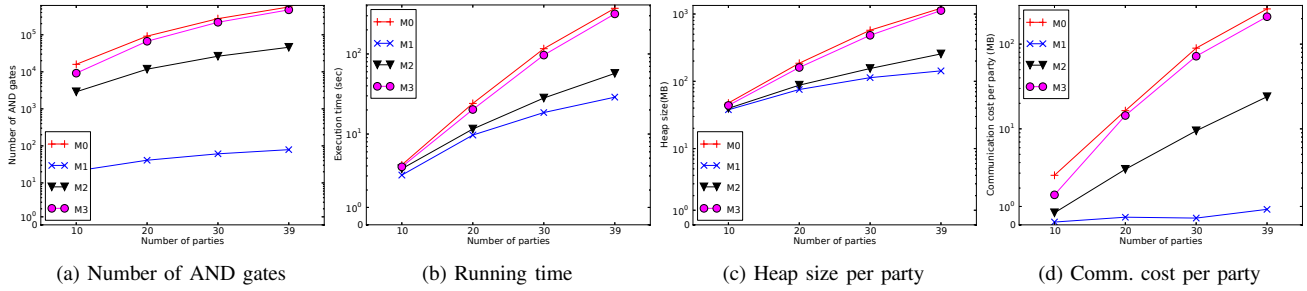 10^5
10^4
10^3
10^2
10^1
10^0
0
Number of AND gates
M0
M1
M2
M3
10 20 30 39
Number of parties
(a) Number of AND gates
10^2
10^1
10^0
0
Execution time (sec)
M0
M1
M2
M3
10 20 30 39
Number of parties
(b) Running time
10^3
10^2
10^1
10^0
0
Heap size(MB)
M0
M1
M2
M3
10 20 30 39
Number of parties
(c) Heap size per party
10^2
10^1
10^0
0
Communication cost per party (MB)
M0
M1
M2
M3
10 20 30 39
Number of parties
(d) Comm. cost per party